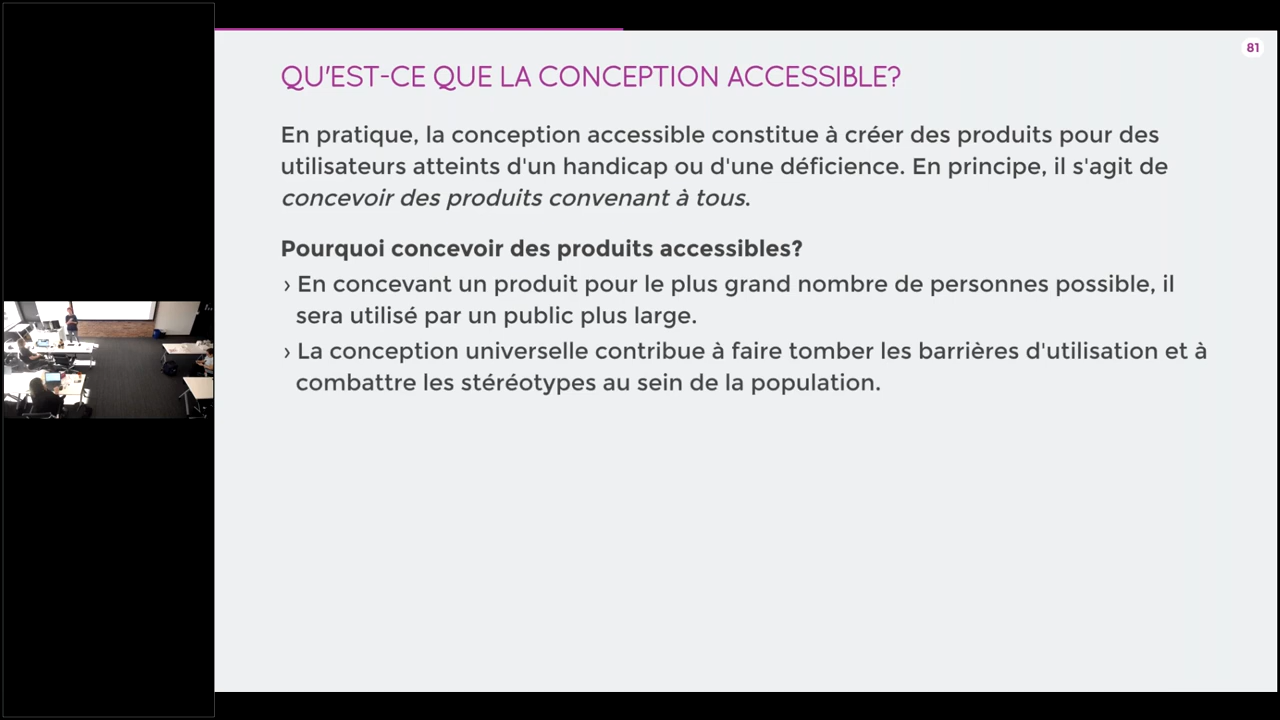 81
QU'EST-CE QUE LA CONCEPTION ACCESSIBLE?
En pratique, la conception accessible constitue à créer des produits pour des
utilisateurs atteints d'un handicap ou d'une déficience. En principe, il s'agit de
concevoir des produits convenant à tous.
Pourquoi concevoir des produits accessibles?
› En concevant un produit pour le plus grand nombre de personnes possible, il
sera utilisé par un public plus large.
› La conception universelle contribue à faire tomber les barrières d'utilisation et à
combattre les stéréotypes au sein de la population.